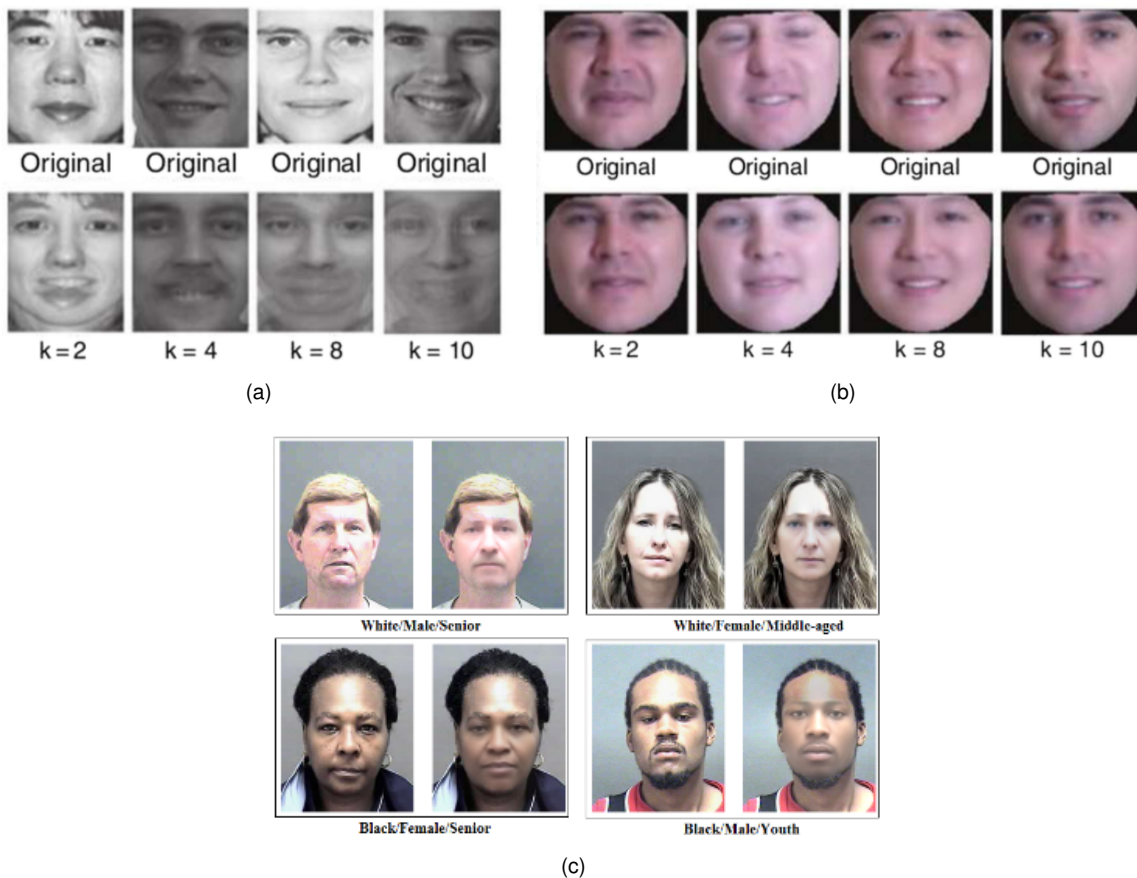 Original Original Original Original
k = 2 k = 4 k = 8 k = 10
(a)
Original Original Original Original
k = 2 k = 4 k = 8 k = 10
(b)
White/Male/Senior
White/Female/Middle-aged
Black/Female/Senior
Black/Male/Youth
(c)